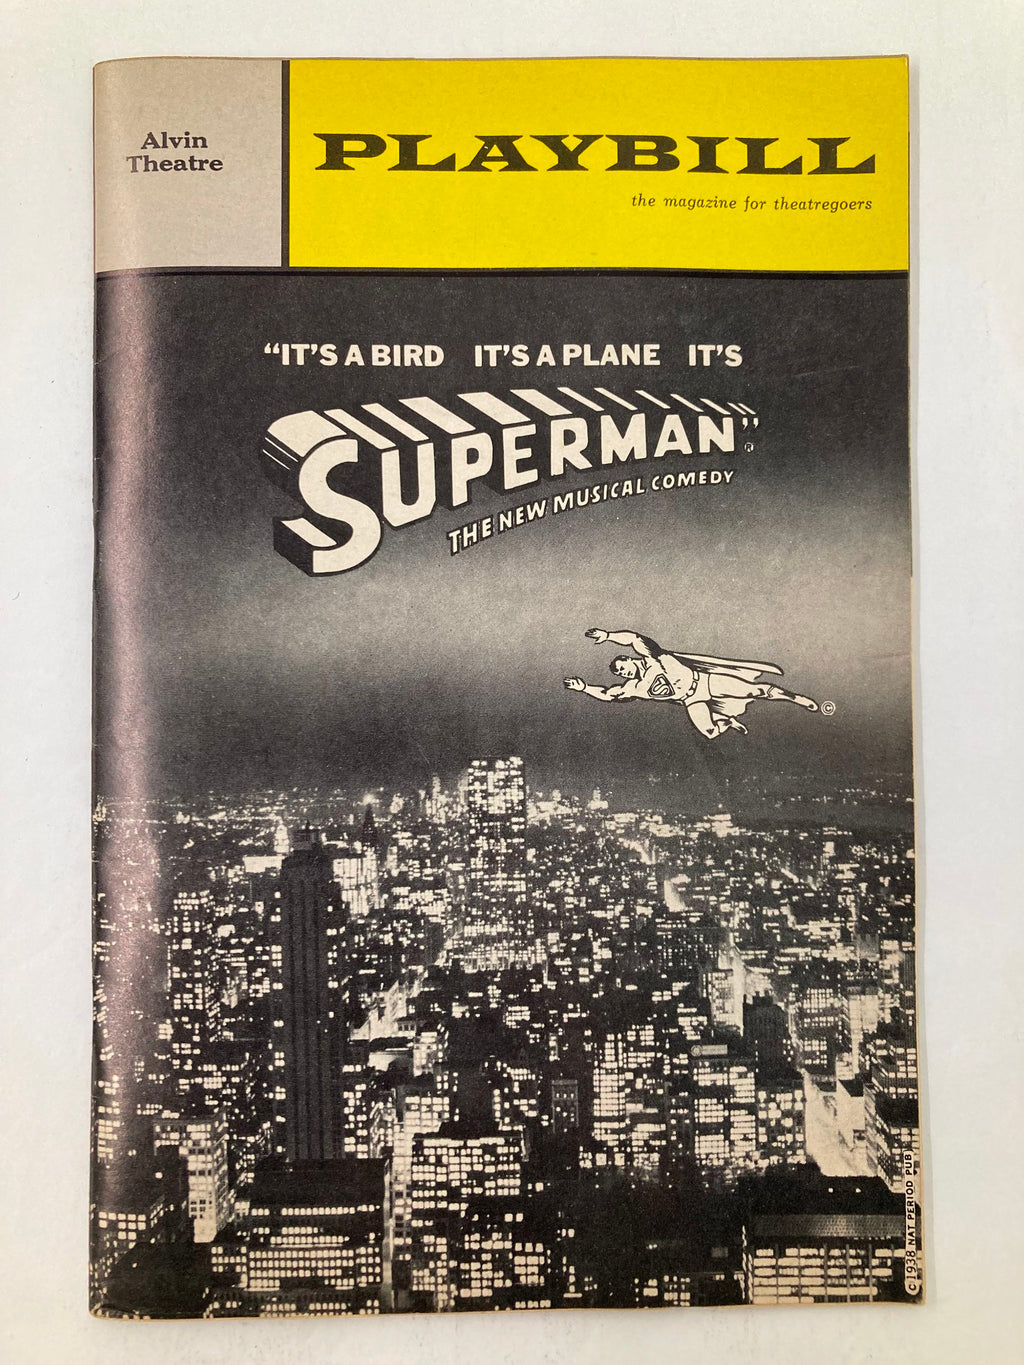 Alvin
Theatre
PLAYBILL
the magazine for theatregoers
“IT'S A BIRD IT'S A PLANE IT'S
SUPERMAN”®
THE NEW MUSICAL COMEDY
S
©
© 1938 NAT PERIOD PUB